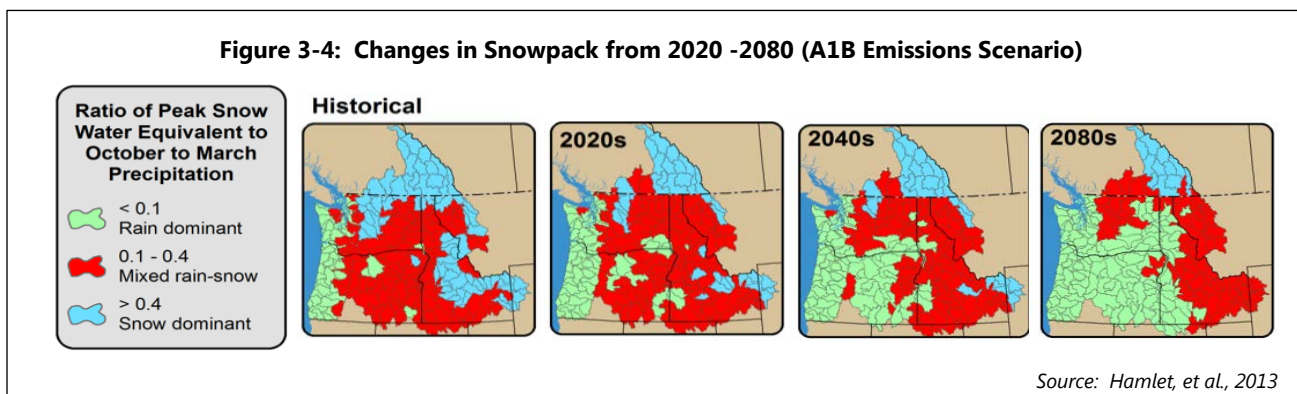 Figure 3-4: Changes in Snowpack from 2020 -2080 (A1B Emissions Scenario)
Ratio of Peak Snow
Water Equivalent to
October to March
Precipitation
< 0.1
Rain dominant
0.1 - 0.4
Mixed rain-snow
> 0.4
Snow dominant
Historical
2020s
2040s
2080s
Source: Hamlet, et al., 2013